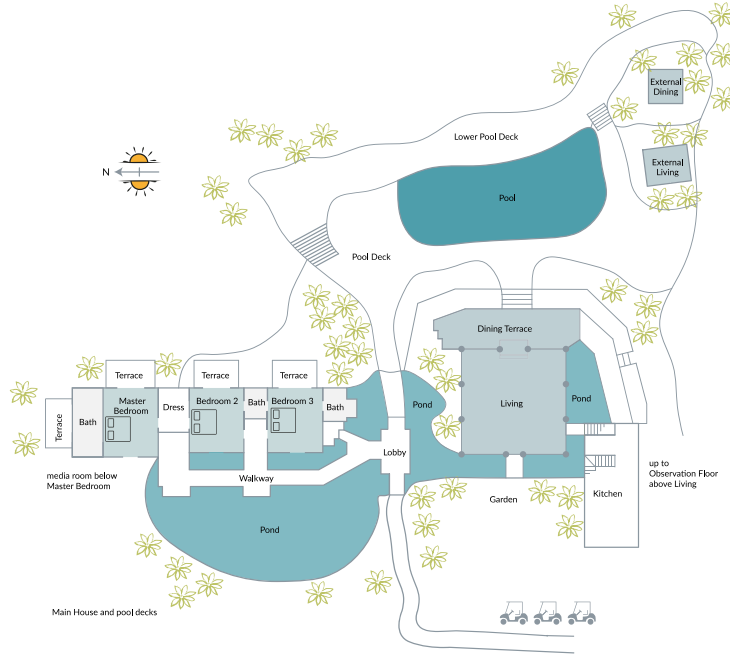 External
Dining
Lower Pool Deck
External
Living
N
Pool
Pool Deck
Dining Terrace
Terrace
Terrace
Terrace
Master
Bedroom
Dress
Bedroom 2
Bath
Bedroom 3
Bath
Pond
Living
Pond
Terrace
Bath
Lobby
media room below
Master Bedroom
Walkway
up to
Observation Floor
above Living
Garden
Kitchen
Pond
Main House and pool decks